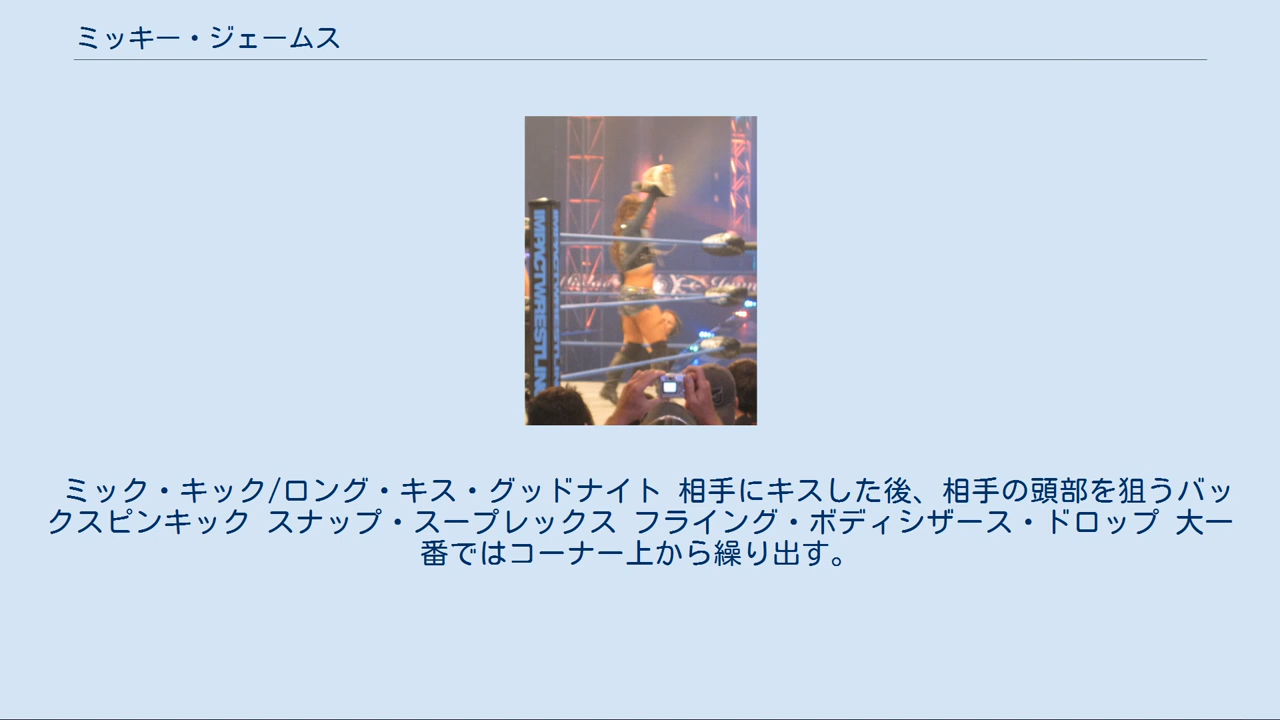 ミッキー・ジェームス
IMPACTWRESTLING
ミック・キック/ロング・キス・グッドナイト 相手にキスした後、相手の頭部を狙うバッ
クスピンキック スナップ・スープレックス フライング・ボディシザース・ドロップ 大一
番ではコーナー上から繰り出す。